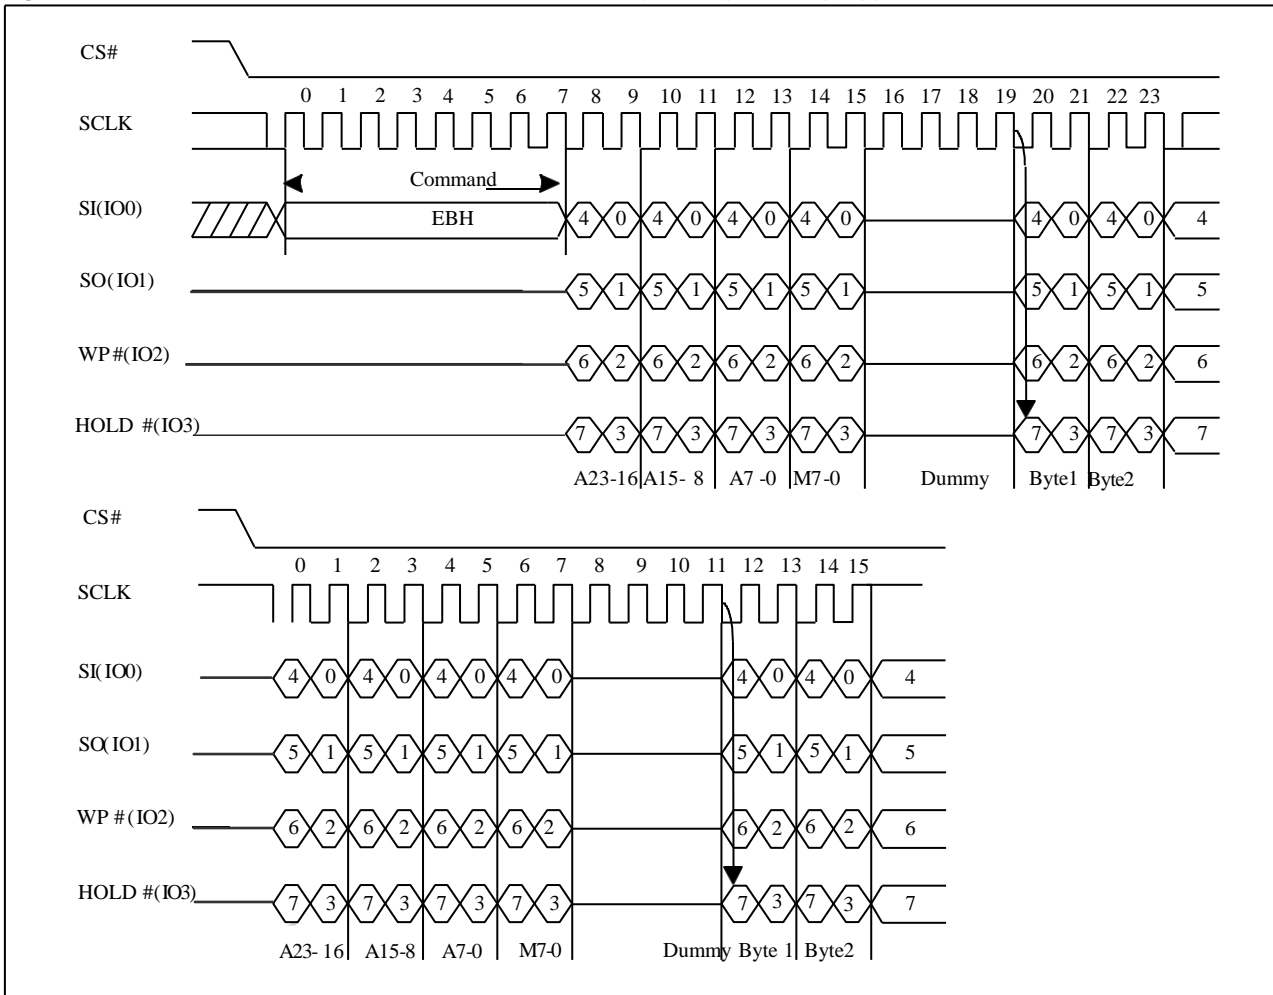 CS#
0 1 2 3 4 5 6 7 8 9 10 11 12 13 14 15 16 17 18 19 20 21 22 23
SCLK
Command
SI(IO0) EBH 4 0 4 0 4 0 4 0 4 0 4 0 4
SO(IO1) 5 1 5 1 5 1 5 1 5 1 5 1 5
WP#(IO2) 6 2 6 2 6 2 6 2 6 2 6 2 6
HOLD #(IO3) 7 3 7 3 7 3 7 3 7 3 7 3 7
A23-16 A15- 8 A7 -0 M7-0 Dummy Byte1 Byte2
CS#
0 1 2 3 4 5 6 7 8 9 10 11 12 13 14 15
SCLK
SI(IO0) 4 0 4 0 4 0 4 0 4 0 4 0 4
SO(IO1) 5 1 5 1 5 1 5 1 5 1 5 1 5
WP #(IO2) 6 2 6 2 6 2 6 2 6 2 6 2 6
HOLD #(IO3) 7 3 7 3 7 3 7 3 7 3 7 3 7
A23- 16 A15-8 A7-0 M7-0 Dummy Byte 1 Byte2